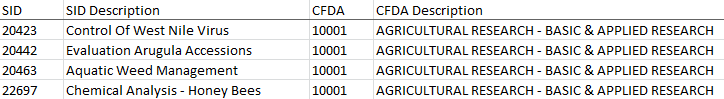 SID SID Description CFDA CFDA Description
20423 Control Of West Nile Virus 10001 AGRICULTURAL RESEARCH - BASIC & APPLIED RESEARCH
20442 Evaluation Arugula Accessions 10001 AGRICULTURAL RESEARCH - BASIC & APPLIED RESEARCH
20463 Aquatic Weed Management 10001 AGRICULTURAL RESEARCH - BASIC & APPLIED RESEARCH
22697 Chemical Analysis - Honey Bees 10001 AGRICULTURAL RESEARCH - BASIC & APPLIED RESEARCH